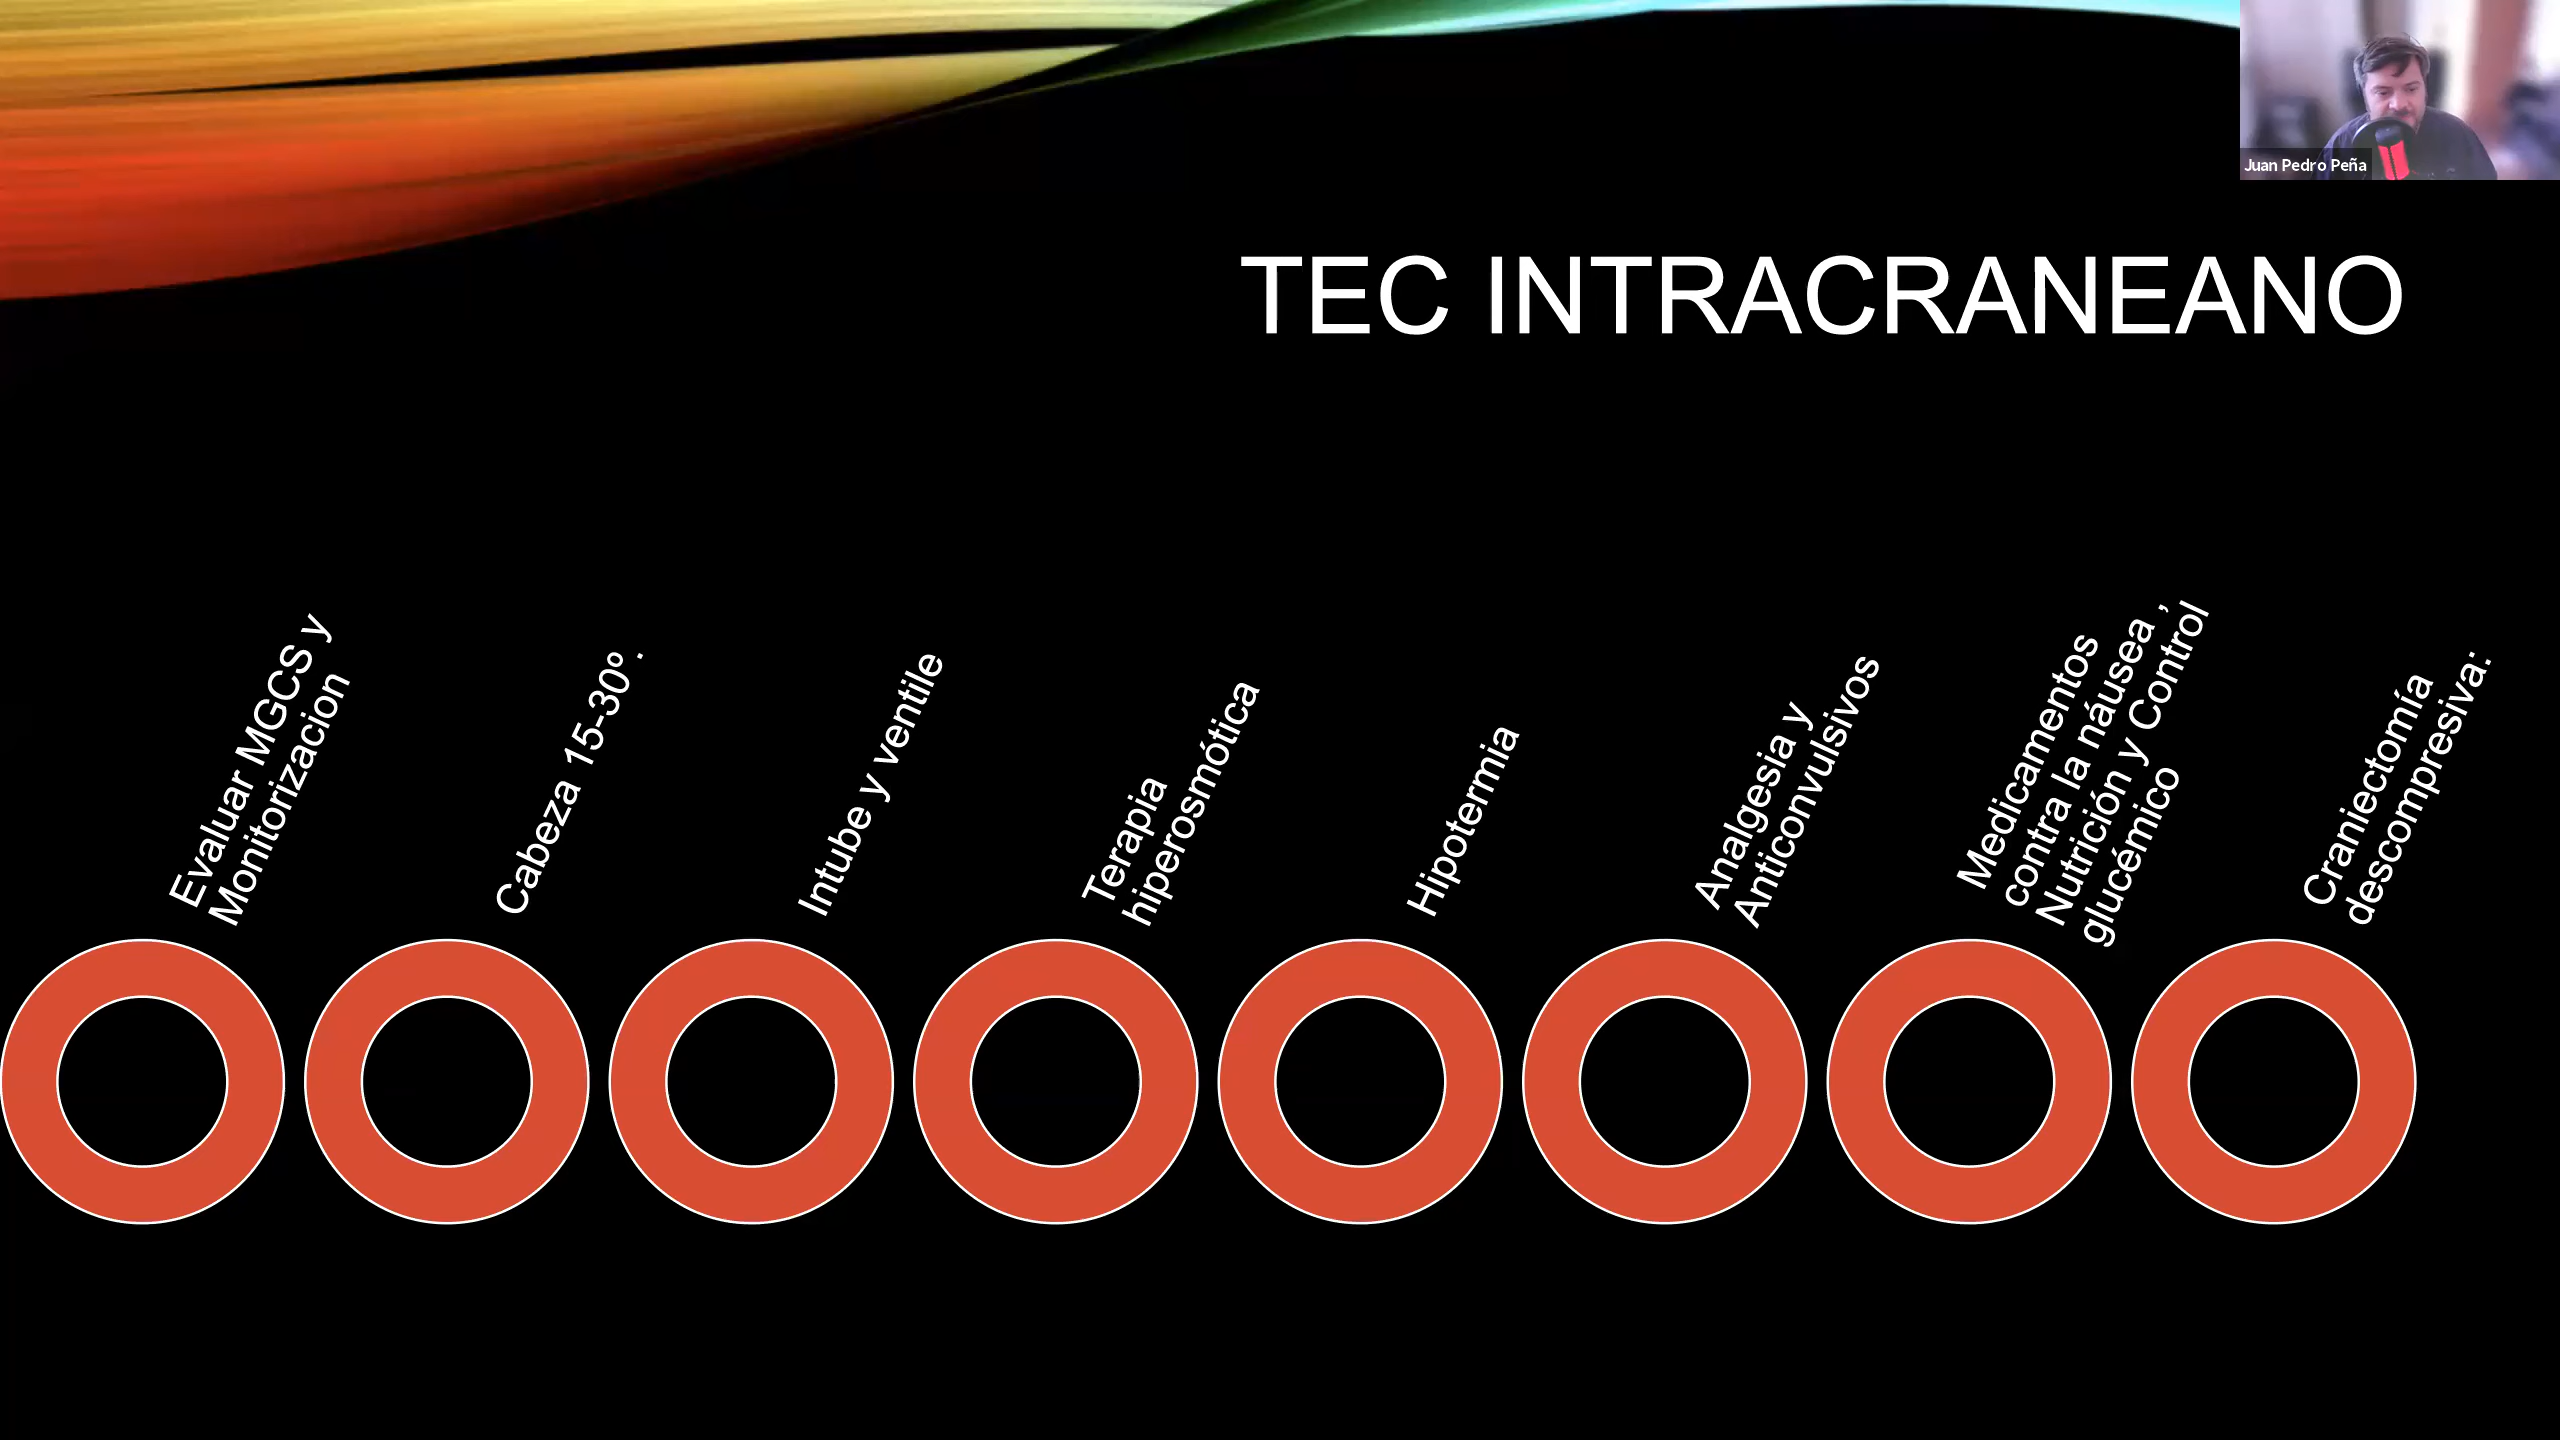 Juan Pedro Peña
TEC INTRACRANEANO
Evaluar MGCS y
Monitorizacion
Cabeza 15-30º.
Intube y ventile
Terapia
hiperosmótica
Hipotermia
Analgesia y
Anticonvulsivos
Medicamentos
contra la náusea ,
Nutrición y Control
glucémico
Craniectomía
descompresiva: